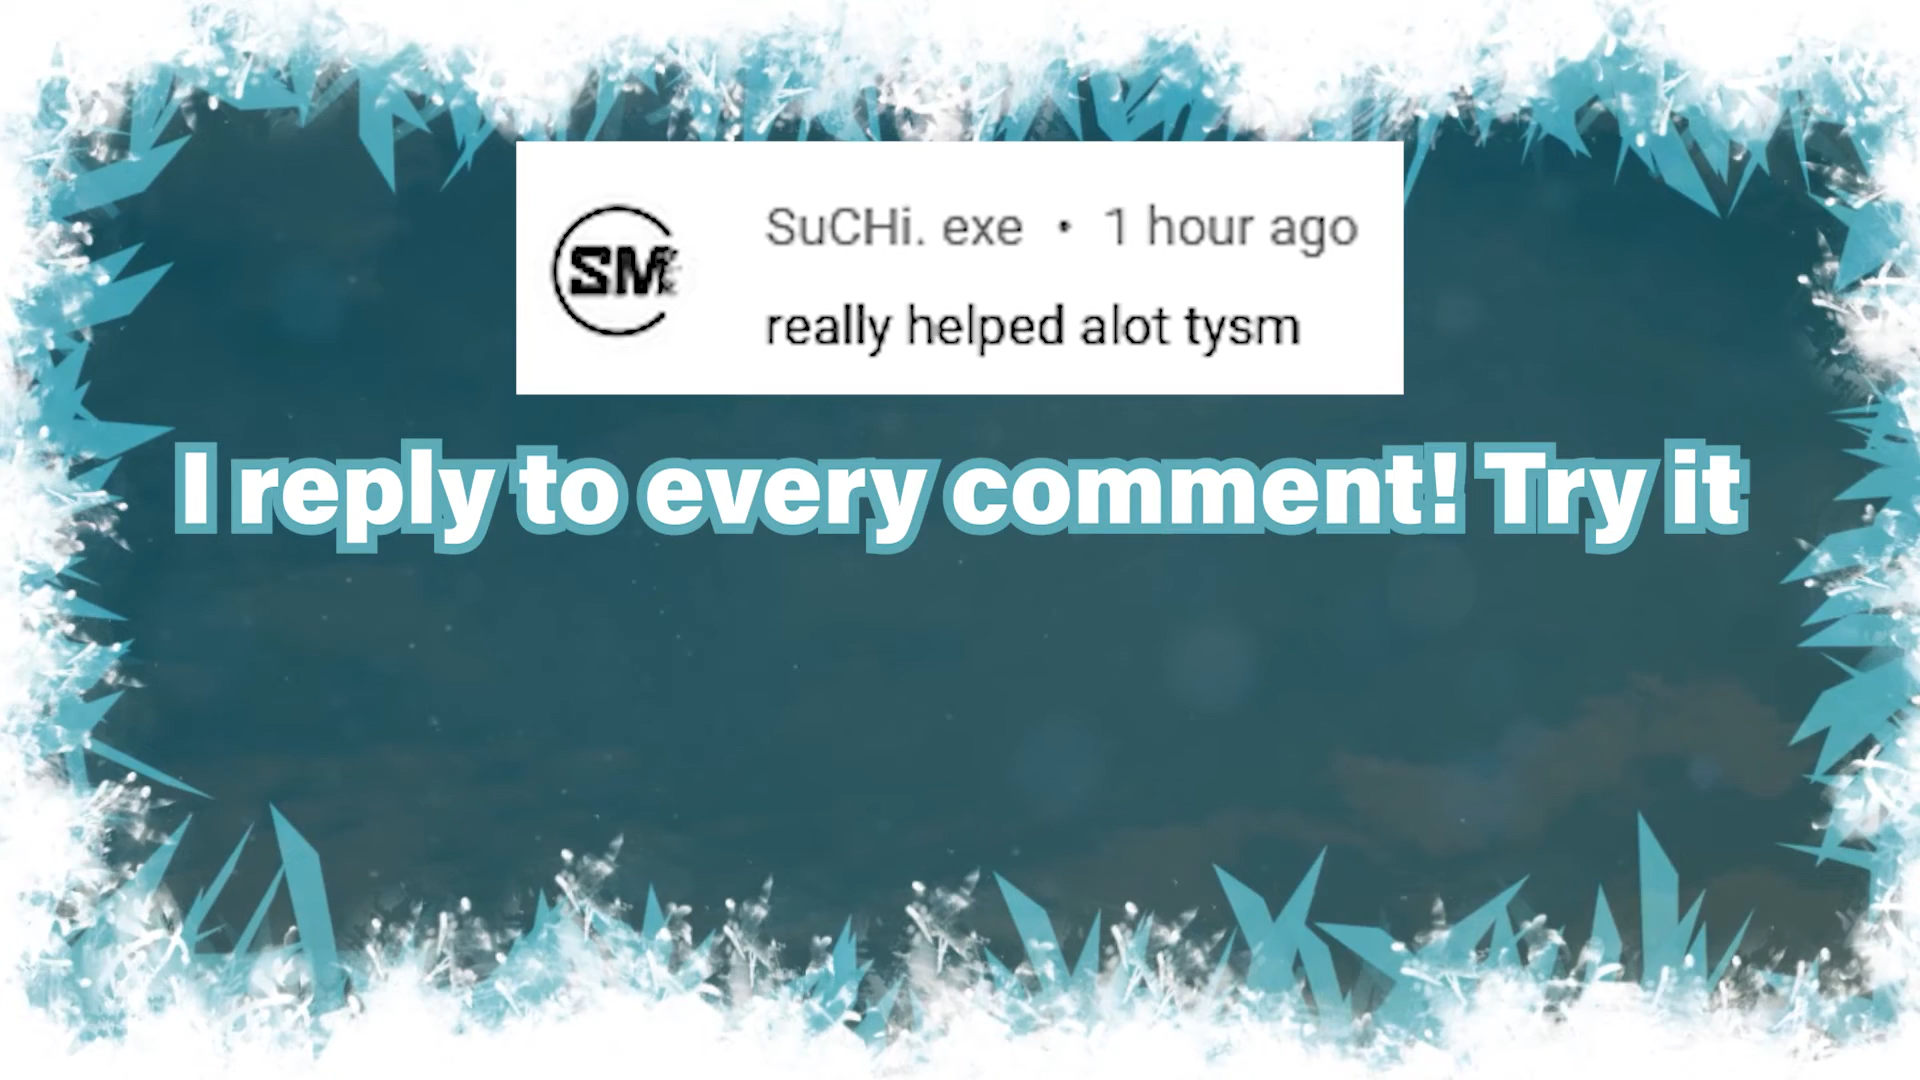 SuCHi. exe • 1 hour ago
SM
really helped alot tysm
I reply to every comment! Try it